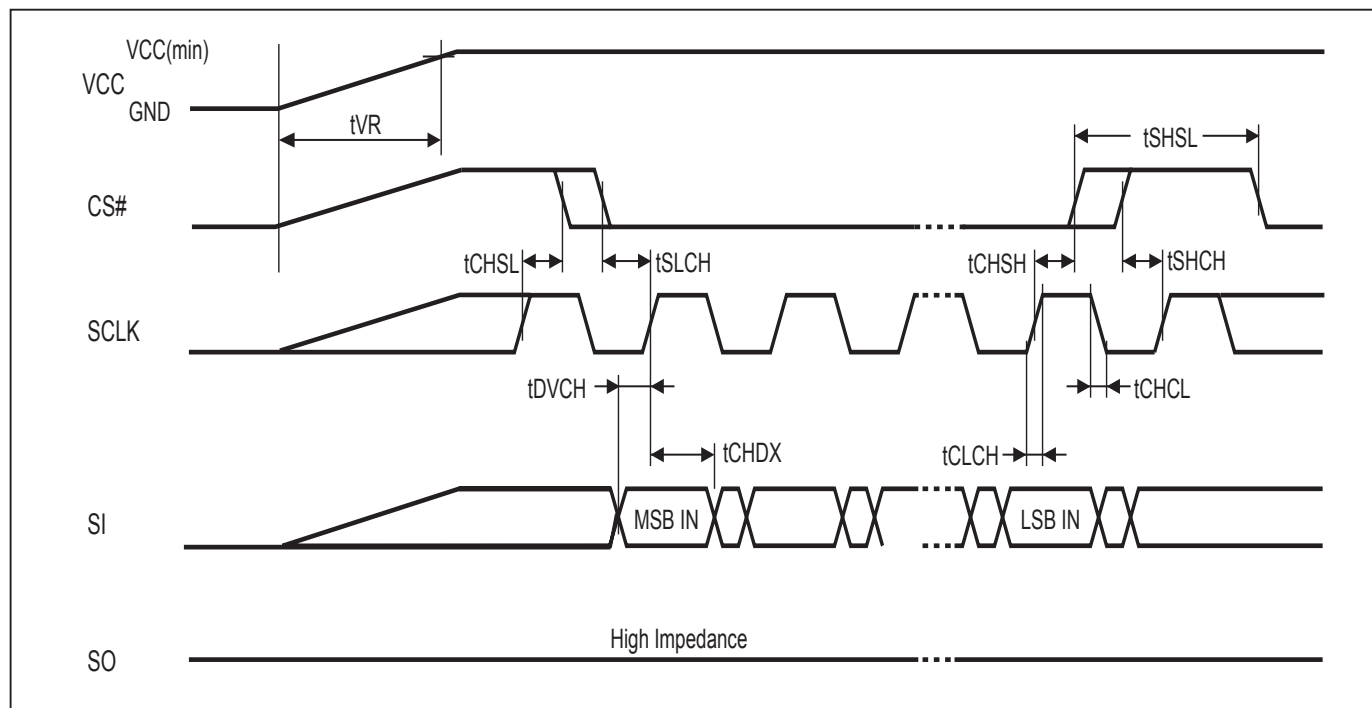 VCC(min)
VCC
GND
tVR
tSHSL
CS#
tCHSL
tSLCH
tCHSH
tSHCH
SCLK
tDVCH
tCHCL
tCHDX
tCLCH
SI
MSB IN
LSB IN
High Impedance
SO